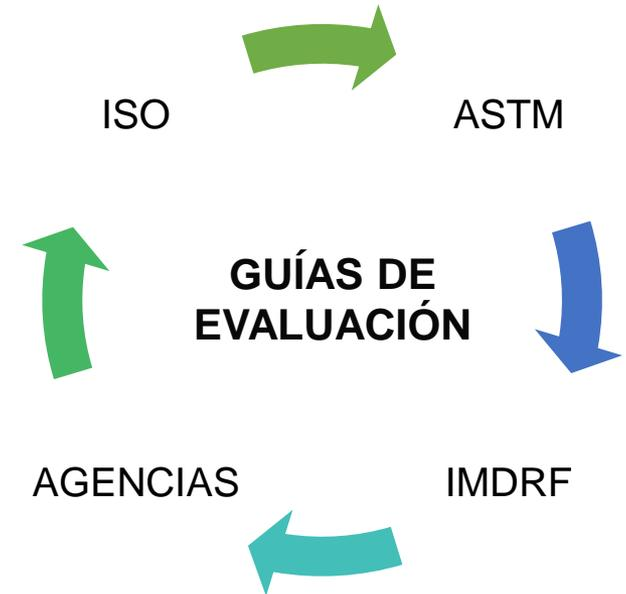 ISO
ASTM
GUÍAS DE
EVALUACIÓN
AGENCIAS
IMDRF